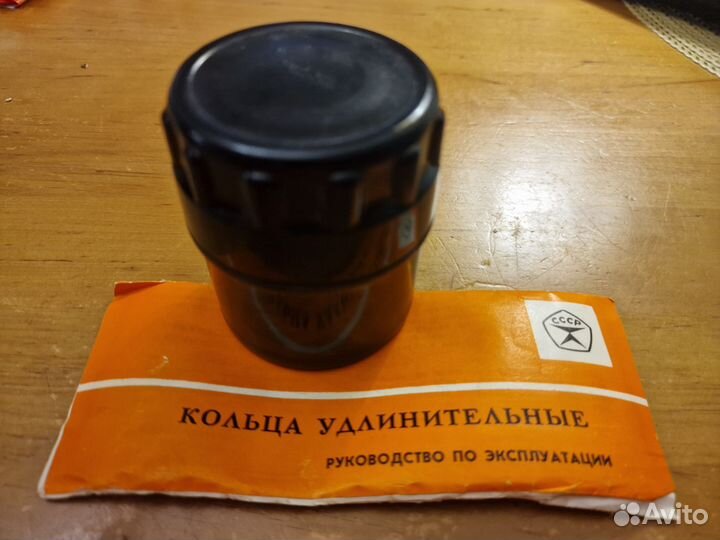 СССР
КОЛЬЦА УДЛИНИТЕЛЬНЫЕ
РУКОВОДСТВО ПО ЭКСПЛУАТАЦИИ
Avito